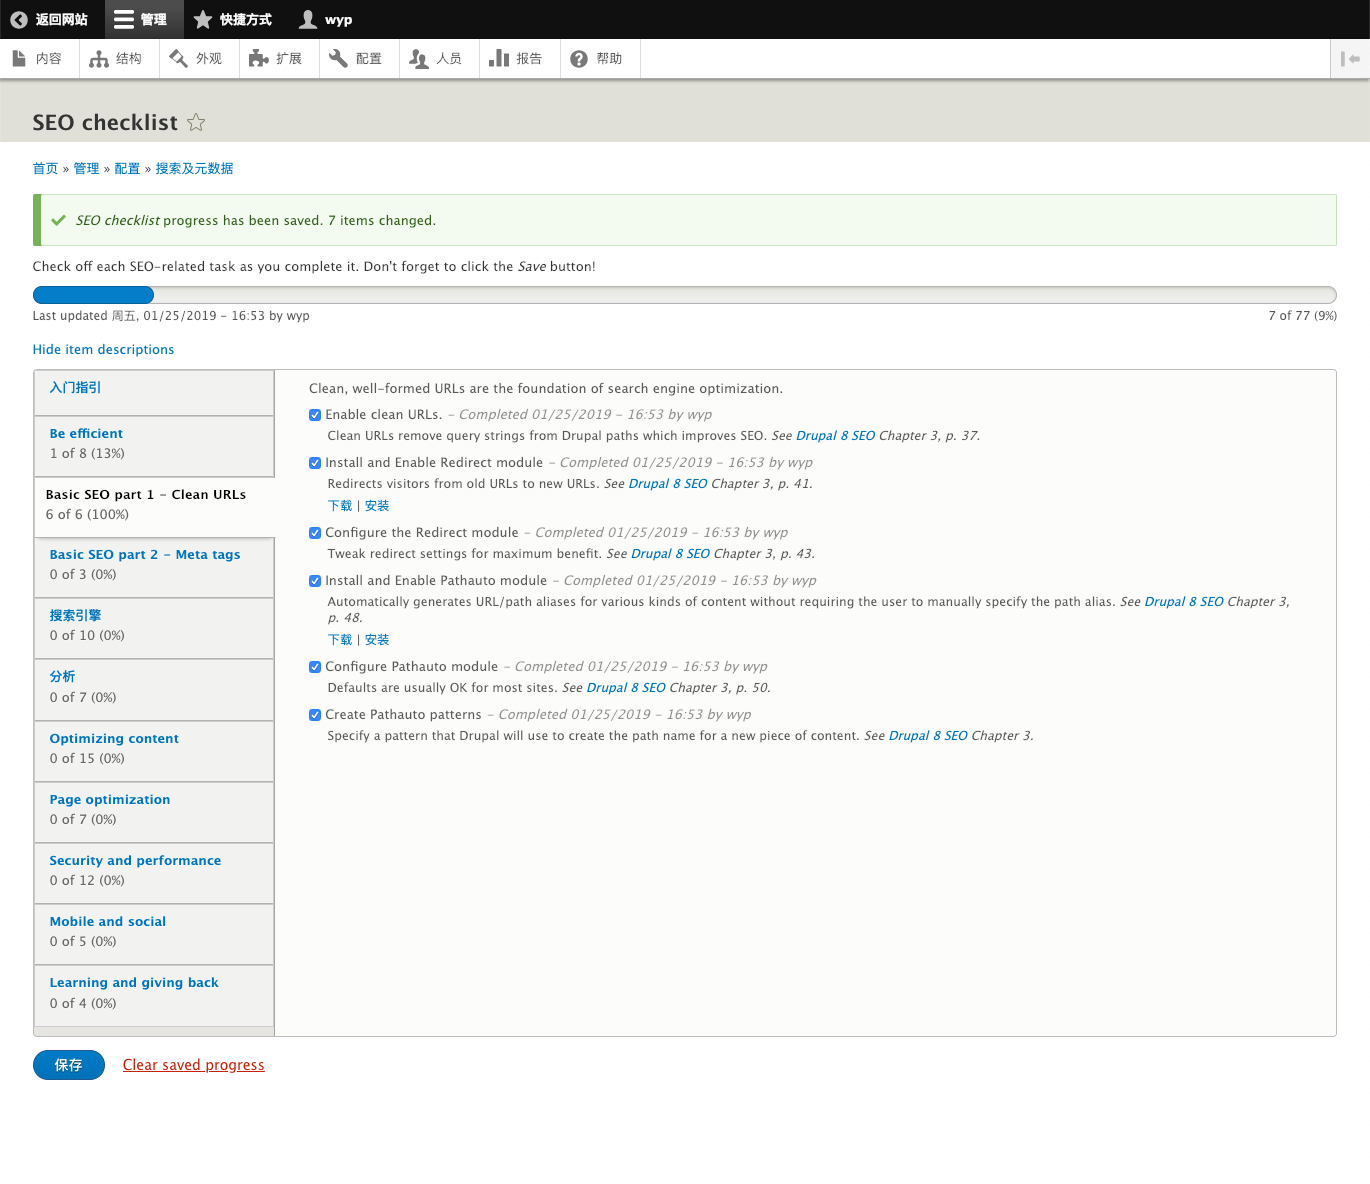 返回网站 管理 快捷方式 wyp
内容 结构 外观 扩展 配置 人员 报告 帮助
SEO checklist
首页 » 管理 » 配置 » 搜索及元数据
SEO checklist progress has been saved. 7 items changed.
Check off each SEO-related task as you complete it. Don't forget to click the Save button!
Last updated 周五, 01/25/2019 - 16:53 by wyp
7 of 77 (9%)
Hide item descriptions
入门指引
Be efficient
1 of 8 (13%)
Basic SEO part 1 - Clean URLs
6 of 6 (100%)
Basic SEO part 2 - Meta tags
0 of 3 (0%)
搜索引擎
0 of 10 (0%)
分析
0 of 7 (0%)
Optimizing content
0 of 15 (0%)
Page optimization
0 of 7 (0%)
Security and performance
0 of 12 (0%)
Mobile and social
0 of 5 (0%)
Learning and giving back
0 of 4 (0%)
Clean, well-formed URLs are the foundation of search engine optimization.
Enable clean URLs. - Completed 01/25/2019 - 16:53 by wyp
Clean URLs remove query strings from Drupal paths which improves SEO. See Drupal 8 SEO Chapter 3, p. 37.
Install and Enable Redirect module - Completed 01/25/2019 - 16:53 by wyp
Redirects visitors from old URLs to new URLs. See Drupal 8 SEO Chapter 3, p. 41.
下载 | 安装
Configure the Redirect module - Completed 01/25/2019 - 16:53 by wyp
Tweak redirect settings for maximum benefit. See Drupal 8 SEO Chapter 3, p. 43.
Install and Enable Pathauto module - Completed 01/25/2019 - 16:53 by wyp
Automatically generates URL/path aliases for various kinds of content without requiring the user to manually specify the path alias. See Drupal 8 SEO Chapter 3,
p. 48.
下载 | 安装
Configure Pathauto module - Completed 01/25/2019 - 16:53 by wyp
Defaults are usually OK for most sites. See Drupal 8 SEO Chapter 3, p. 50.
Create Pathauto patterns - Completed 01/25/2019 - 16:53 by wyp
Specify a pattern that Drupal will use to create the path name for a new piece of content. See Drupal 8 SEO Chapter 3.
保存 Clear saved progress